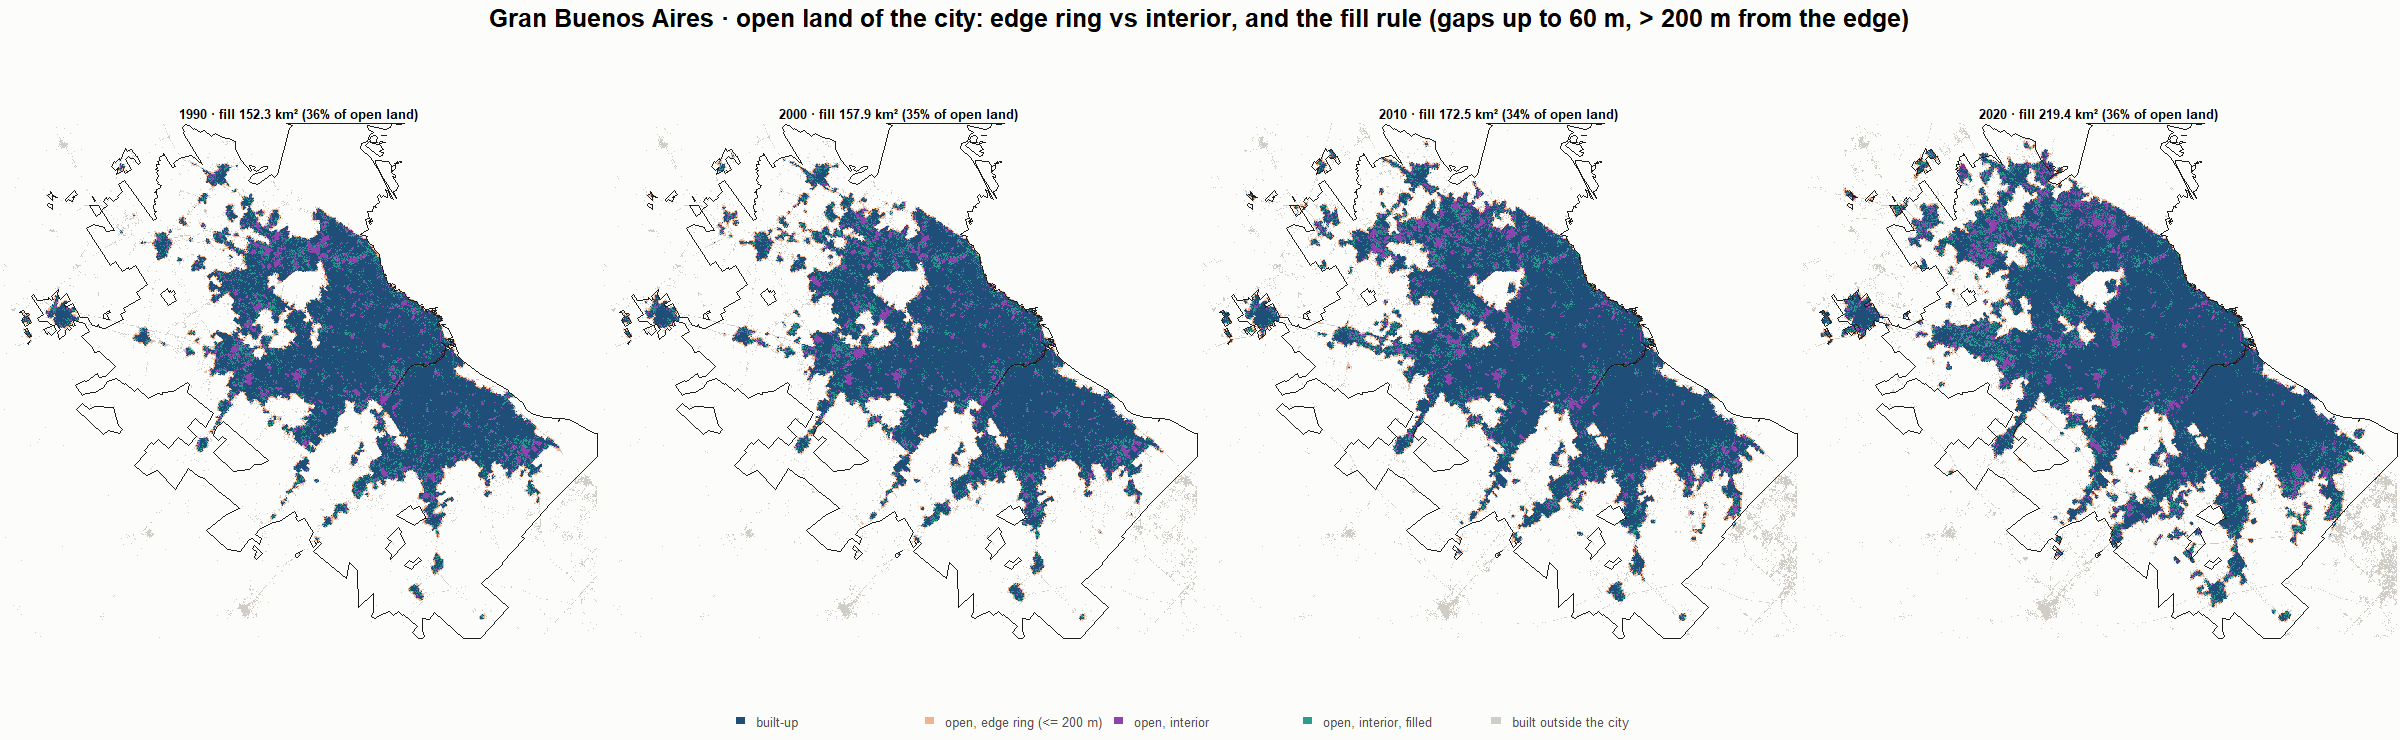 Gran Buenos Aires · open land of the city: edge ring vs interior, and the fill rule (gaps up to 60 m, > 200 m from the edge)
1990 · fill 152.3 km² (36% of open land)
2000 · fill 157.9 km² (35% of open land)
2010 · fill 172.5 km² (34% of open land)
2020 · fill 219.4 km² (36% of open land)
built-up
open, edge ring (<= 200 m)
open, interior
open, interior, filled
built outside the city